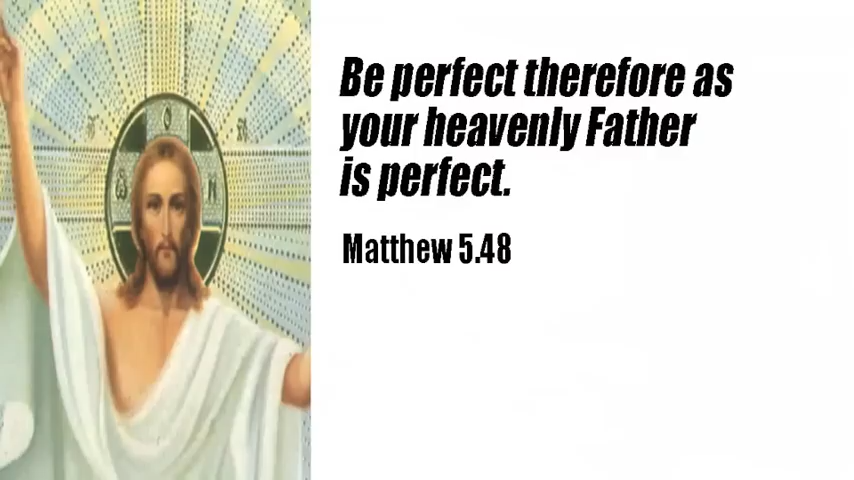 Be perfect therefore as
your heavenly Father
is perfect.
Matthew 5.48